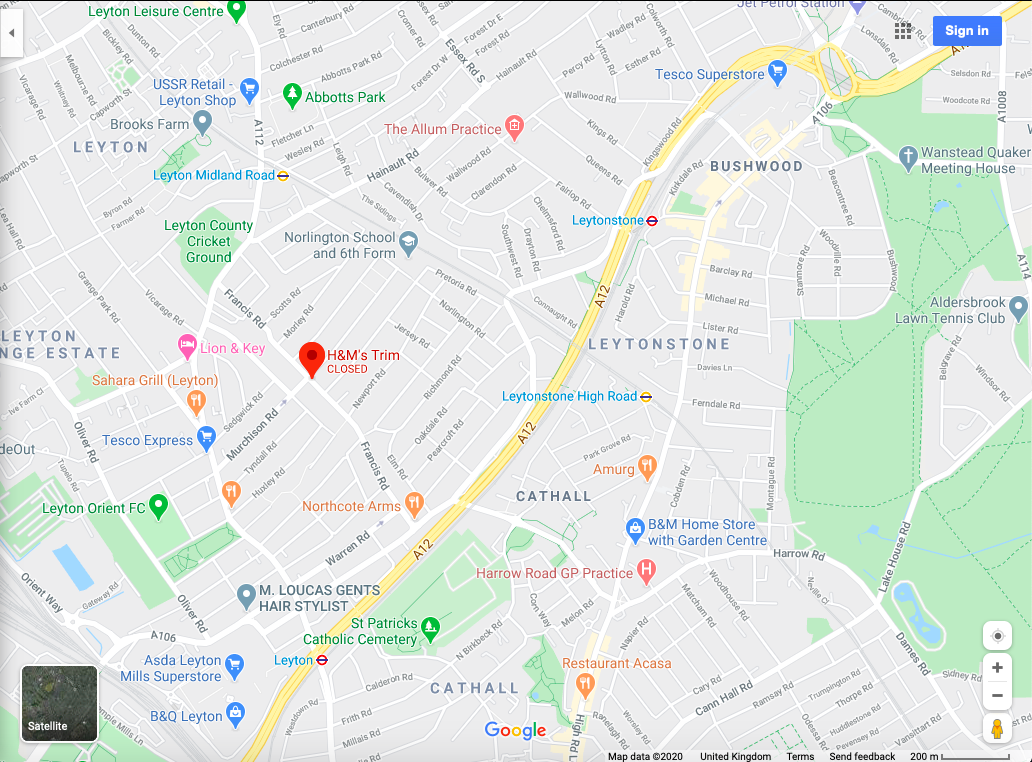 Leyton Leisure Centre
Jet Petrol Station
Sign in
Ely Rd
Canterbury Rd
Forest Dr E
Essex Rd S
Forest Dr W
Hainault Rd
Lytton Rd
Wadley Rd
Percy Rd
Cambridge Rd
Lonsdale Rd
A12
Dunton Rd
Bickley Rd
Melbourne Rd
Whitney Rd
Capworth St
USSR Retail -
Leyton Shop
Abbotts Park Rd
Abbotts Park
Tesco Superstore
Selsdon Rd
Woodcote Rd
A1008
Wallwood Rd
Brooks Farm
A112
Fletcher Ln
Wesley Rd
The Allum Practice
Kings Rd
Kingswood Rd
A106
LEYTON
Leigh Rd
Hainault Rd
Wallwood Rd
Bulwer Rd
Clarendon Rd
Queens Rd
Fairlop Rd
Kirkdale Rd
BUSHWOOD
Wanstead Quaker
Meeting House
Leyton Midland Road
Byron Rd
Farmer Rd
Lea Hall Rd
The Sidings
Cavendish Dr
Chelmsford Rd
Drayton Rd
Southwest Rd
Leytonstone
Beacontree Rd
Leyton County
Cricket
Ground
Norlington School
and 6th Form
Woodville Rd
Stanmore Rd
Bushwood
A114
Grange Park Rd
Vicarage Rd
Francis Rd
Scotts Rd
Morley Rd
Pretoria Rd
Norlington Rd
Connaught Rd
A12
Harold Rd
Barclay Rd
Michael Rd
Lister Rd
Aldersbrook
Lawn Tennis Club
LEYTON
NGE ESTATE
Lion & Key
H&M's Trim
CLOSED
Jersey Rd
Newport Rd
Richmond Rd
LEYTONSTONE
Davies Ln
Belgrave Rd
Windsor Rd
Sahara Grill (Leyton)
Sedgwick Rd
Murchison Rd
Oakdale Rd
Pearcroft Rd
Leytonstone High Road
Ferndale Rd
Oliver Rd
Tesco Express
Tyndall Rd
Huxley Rd
Francis Rd
Elm Rd
A12
Park Grove Rd
Amurg
Cobden Rd
Montague Rd
deOut
Tupelo Rd
Leyton Orient FC
Northcote Arms
CATHALL
B&M Home Store
with Garden Centre
Warren Rd
A12
Harrow Rd
Lake House Rd
Harrow Road GP Practice
Orient Way
Gateway Rd
Oliver Rd
M. LOUCAS GENTS
HAIR STYLIST
Corn Way
Melon Rd
Matcham Rd
Woodhouse Rd
A106
St Patricks
Catholic Cemetery
N Birkbeck Rd
Napier Rd
Dames Rd
Asda Leyton
Mills Superstore
Leyton
Calderon Rd
CATHALL
Restaurant Acasa
Cary Rd
Cann Hall Rd
Ramsay Rd
Trumpington Rd
Thorpe Rd
Sidney Rd
Satellite
B&Q Leyton
Westdown Rd
Frith Rd
Millais Rd
Google
High Rd
Ranelagh Rd
Worsley Rd
Vansittart Rd
Odessa Rd
Huddlestone Rd
Pevensey Rd
Map data ©2020
United Kingdom
Terms
Send feedback
200 m